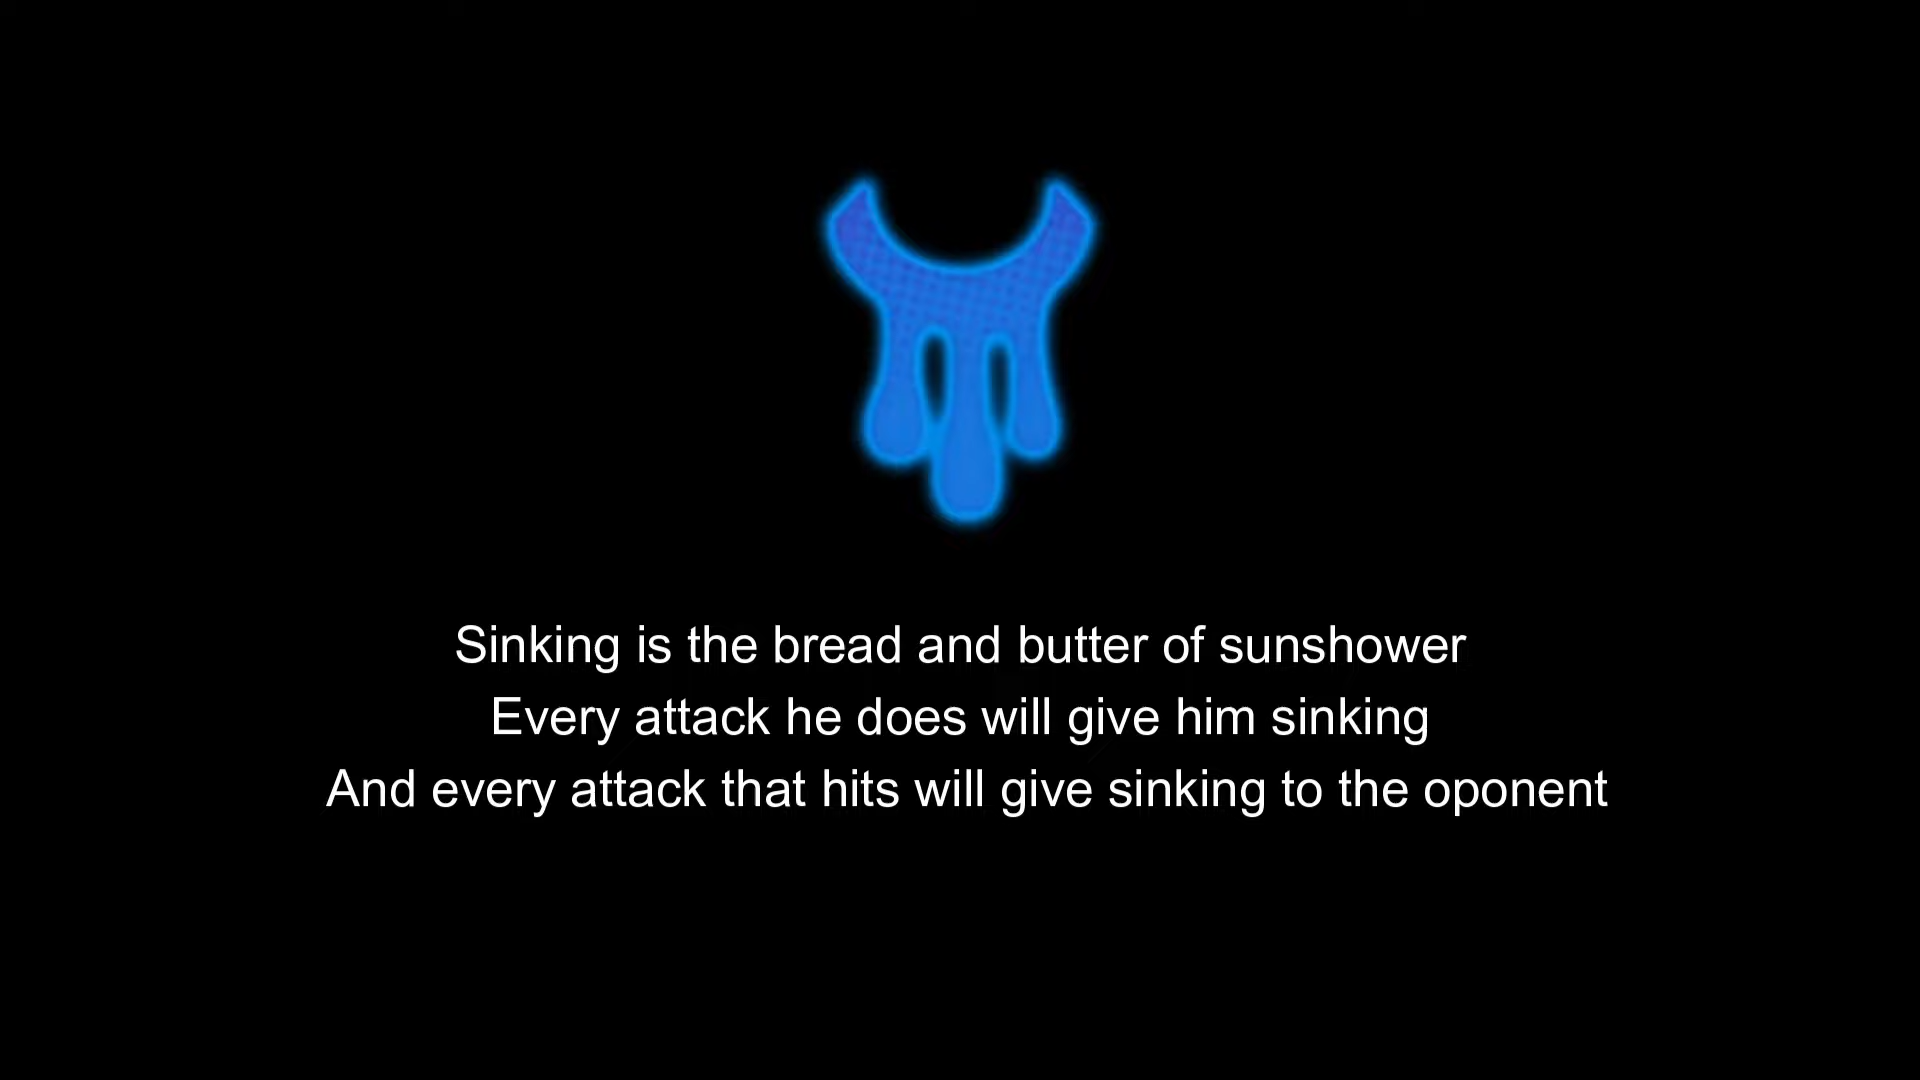 Sinking is the bread and butter of sunshower
Every attack he does will give him sinking
And every attack that hits will give sinking to the oponent